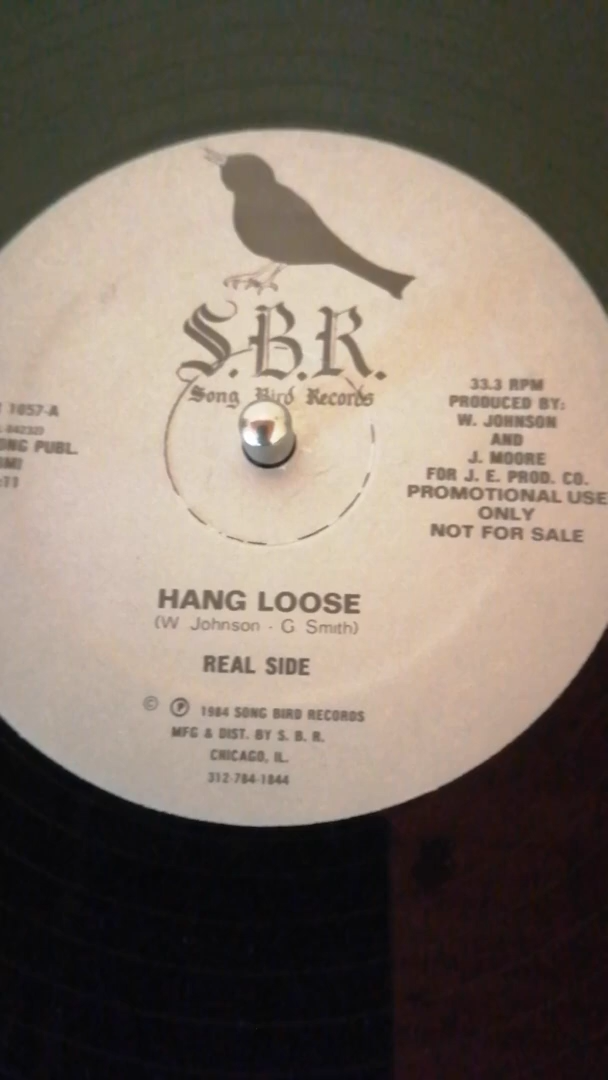 S.B.R.
Song Bird Records
1057-A
PUBL.
33.3 RPM
PRODUCED BY:
W. JOHNSON
AND
J. MOORE
FOR J. E. PROD. CO.
PROMOTIONAL USE
ONLY
NOT FOR SALE
HANG LOOSE
(W Johnson - G Smith)
REAL SIDE
© ℗ 1984 SONG BIRD RECORDS
MFG & DIST. BY S. B. R.
CHICAGO, IL.
312-784-1844